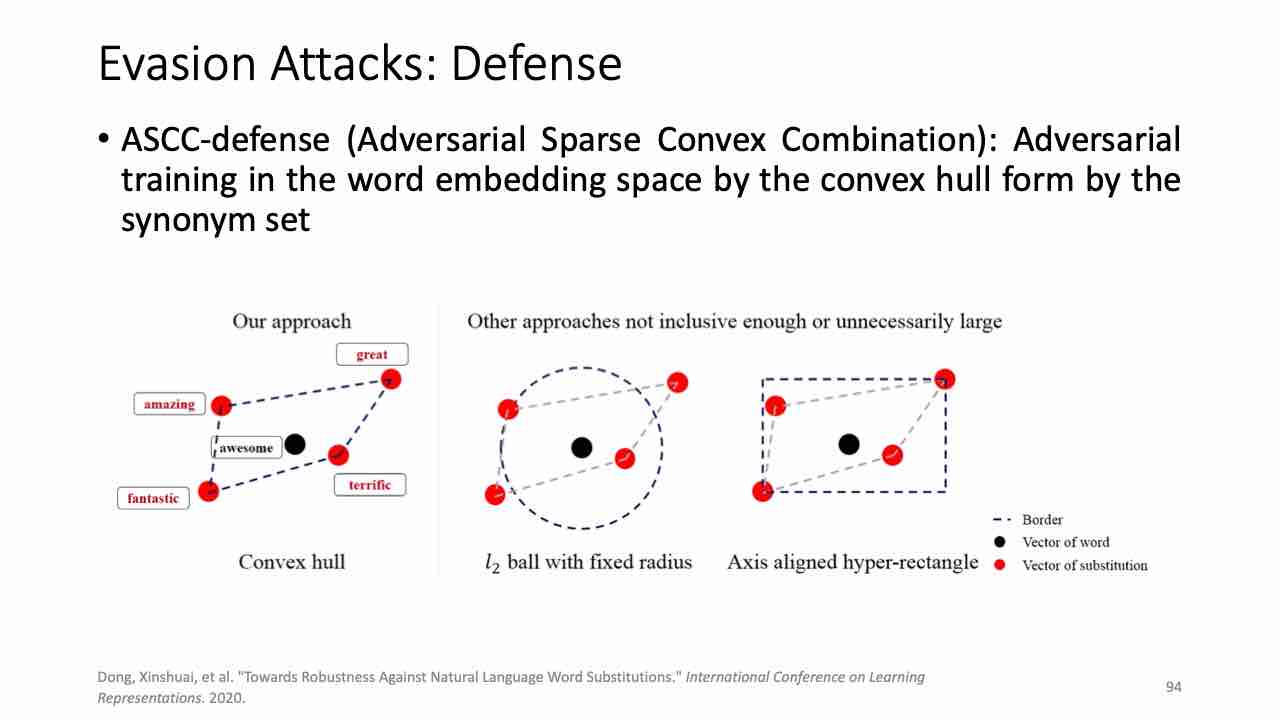 Evasion Attacks: Defense
• ASCC-defense (Adversarial Sparse Convex Combination): Adversarial
training in the word embedding space by the convex hull form by the
synonym set
Our approach
Other approaches not inclusive enough or unnecessarily large
great
amazing
awesome
terrific
fantastic
Convex hull
l₂ ball with fixed radius
Axis aligned hyper-rectangle
Border
Vector of word
Vector of substitution
Dong, Xinshuai, et al. "Towards Robustness Against Natural Language Word Substitutions." International Conference on Learning
Representations. 2020.
94